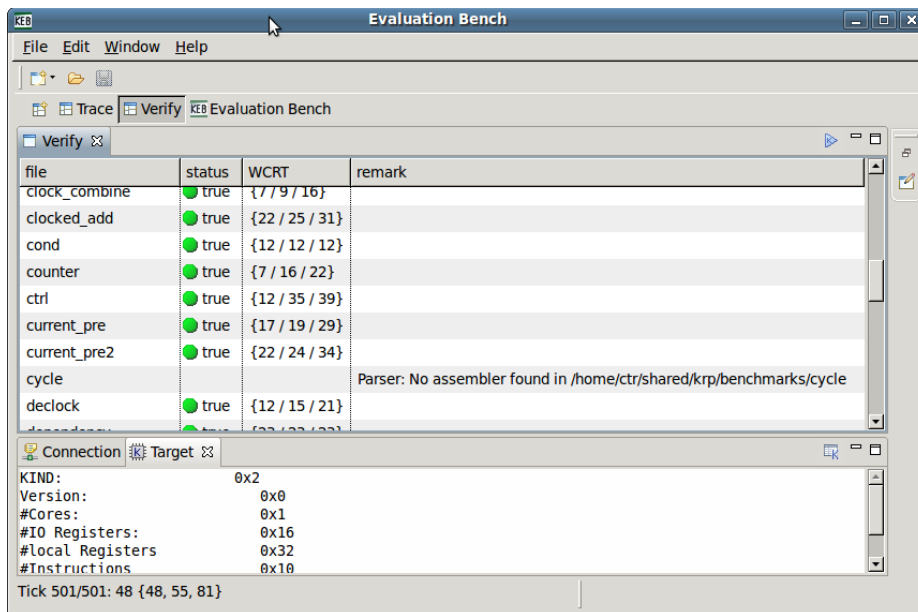 KEB Evaluation Bench
File Edit Window Help
Trace Verify KEB Evaluation Bench
Verify
file status WCRT remark
clock_combine true {7 / 9 / 16}
clocked_add true {22 / 25 / 31}
cond true {12 / 12 / 12}
counter true {7 / 16 / 22}
ctrl true {12 / 35 / 39}
current_pre true {17 / 19 / 29}
current_pre2 true {22 / 24 / 34}
cycle Parser: No assembler found in /home/ctr/shared/krp/benchmarks/cycle
declock true {12 / 15 / 21}
Connection Target
KIND: 0x2
Version: 0x0
#Cores: 0x1
#IO Registers: 0x16
#local Registers 0x32
#Instructions 0x10
Tick 501/501: 48 {48, 55, 81}